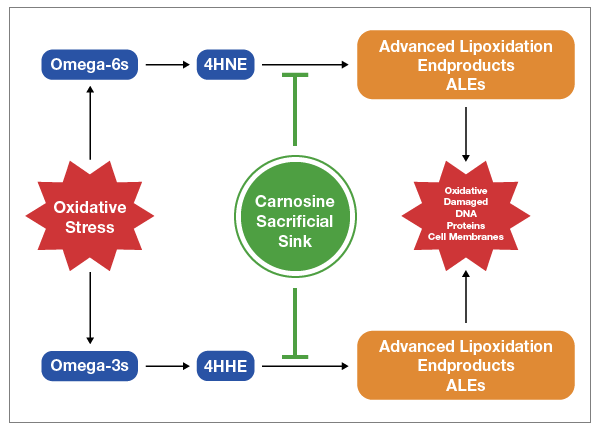 Omega-6s
4HNE
Advanced Lipoxidation
Endproducts
ALEs
Oxidative
Stress
Carnosine
Sacrificial
Sink
Oxidative
Damaged
DNA
Proteins
Cell Membranes
Omega-3s
4HHE
Advanced Lipoxidation
Endproducts
ALEs